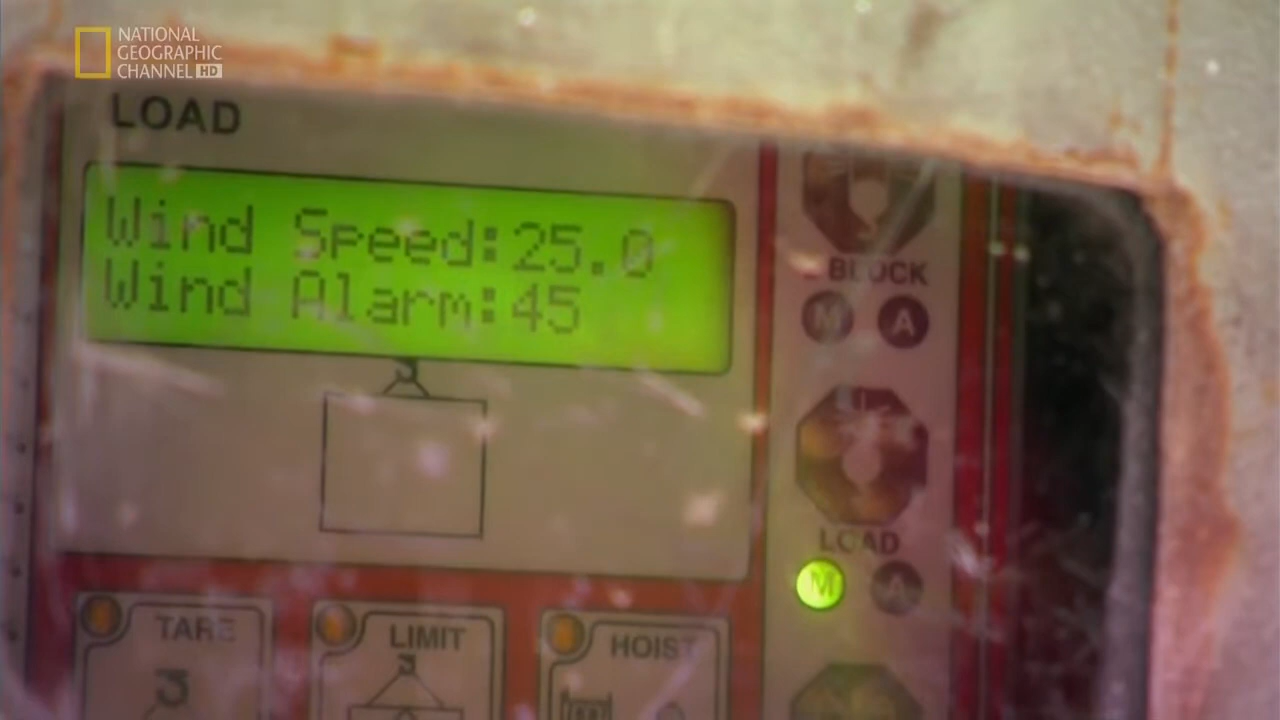 NATIONAL
GEOGRAPHIC
CHANNEL HD
LOAD
Wind Speed:25.0
Wind Alarm:45
BLOCK
M A
LOAD
M A
TARE
LIMIT
HOIST